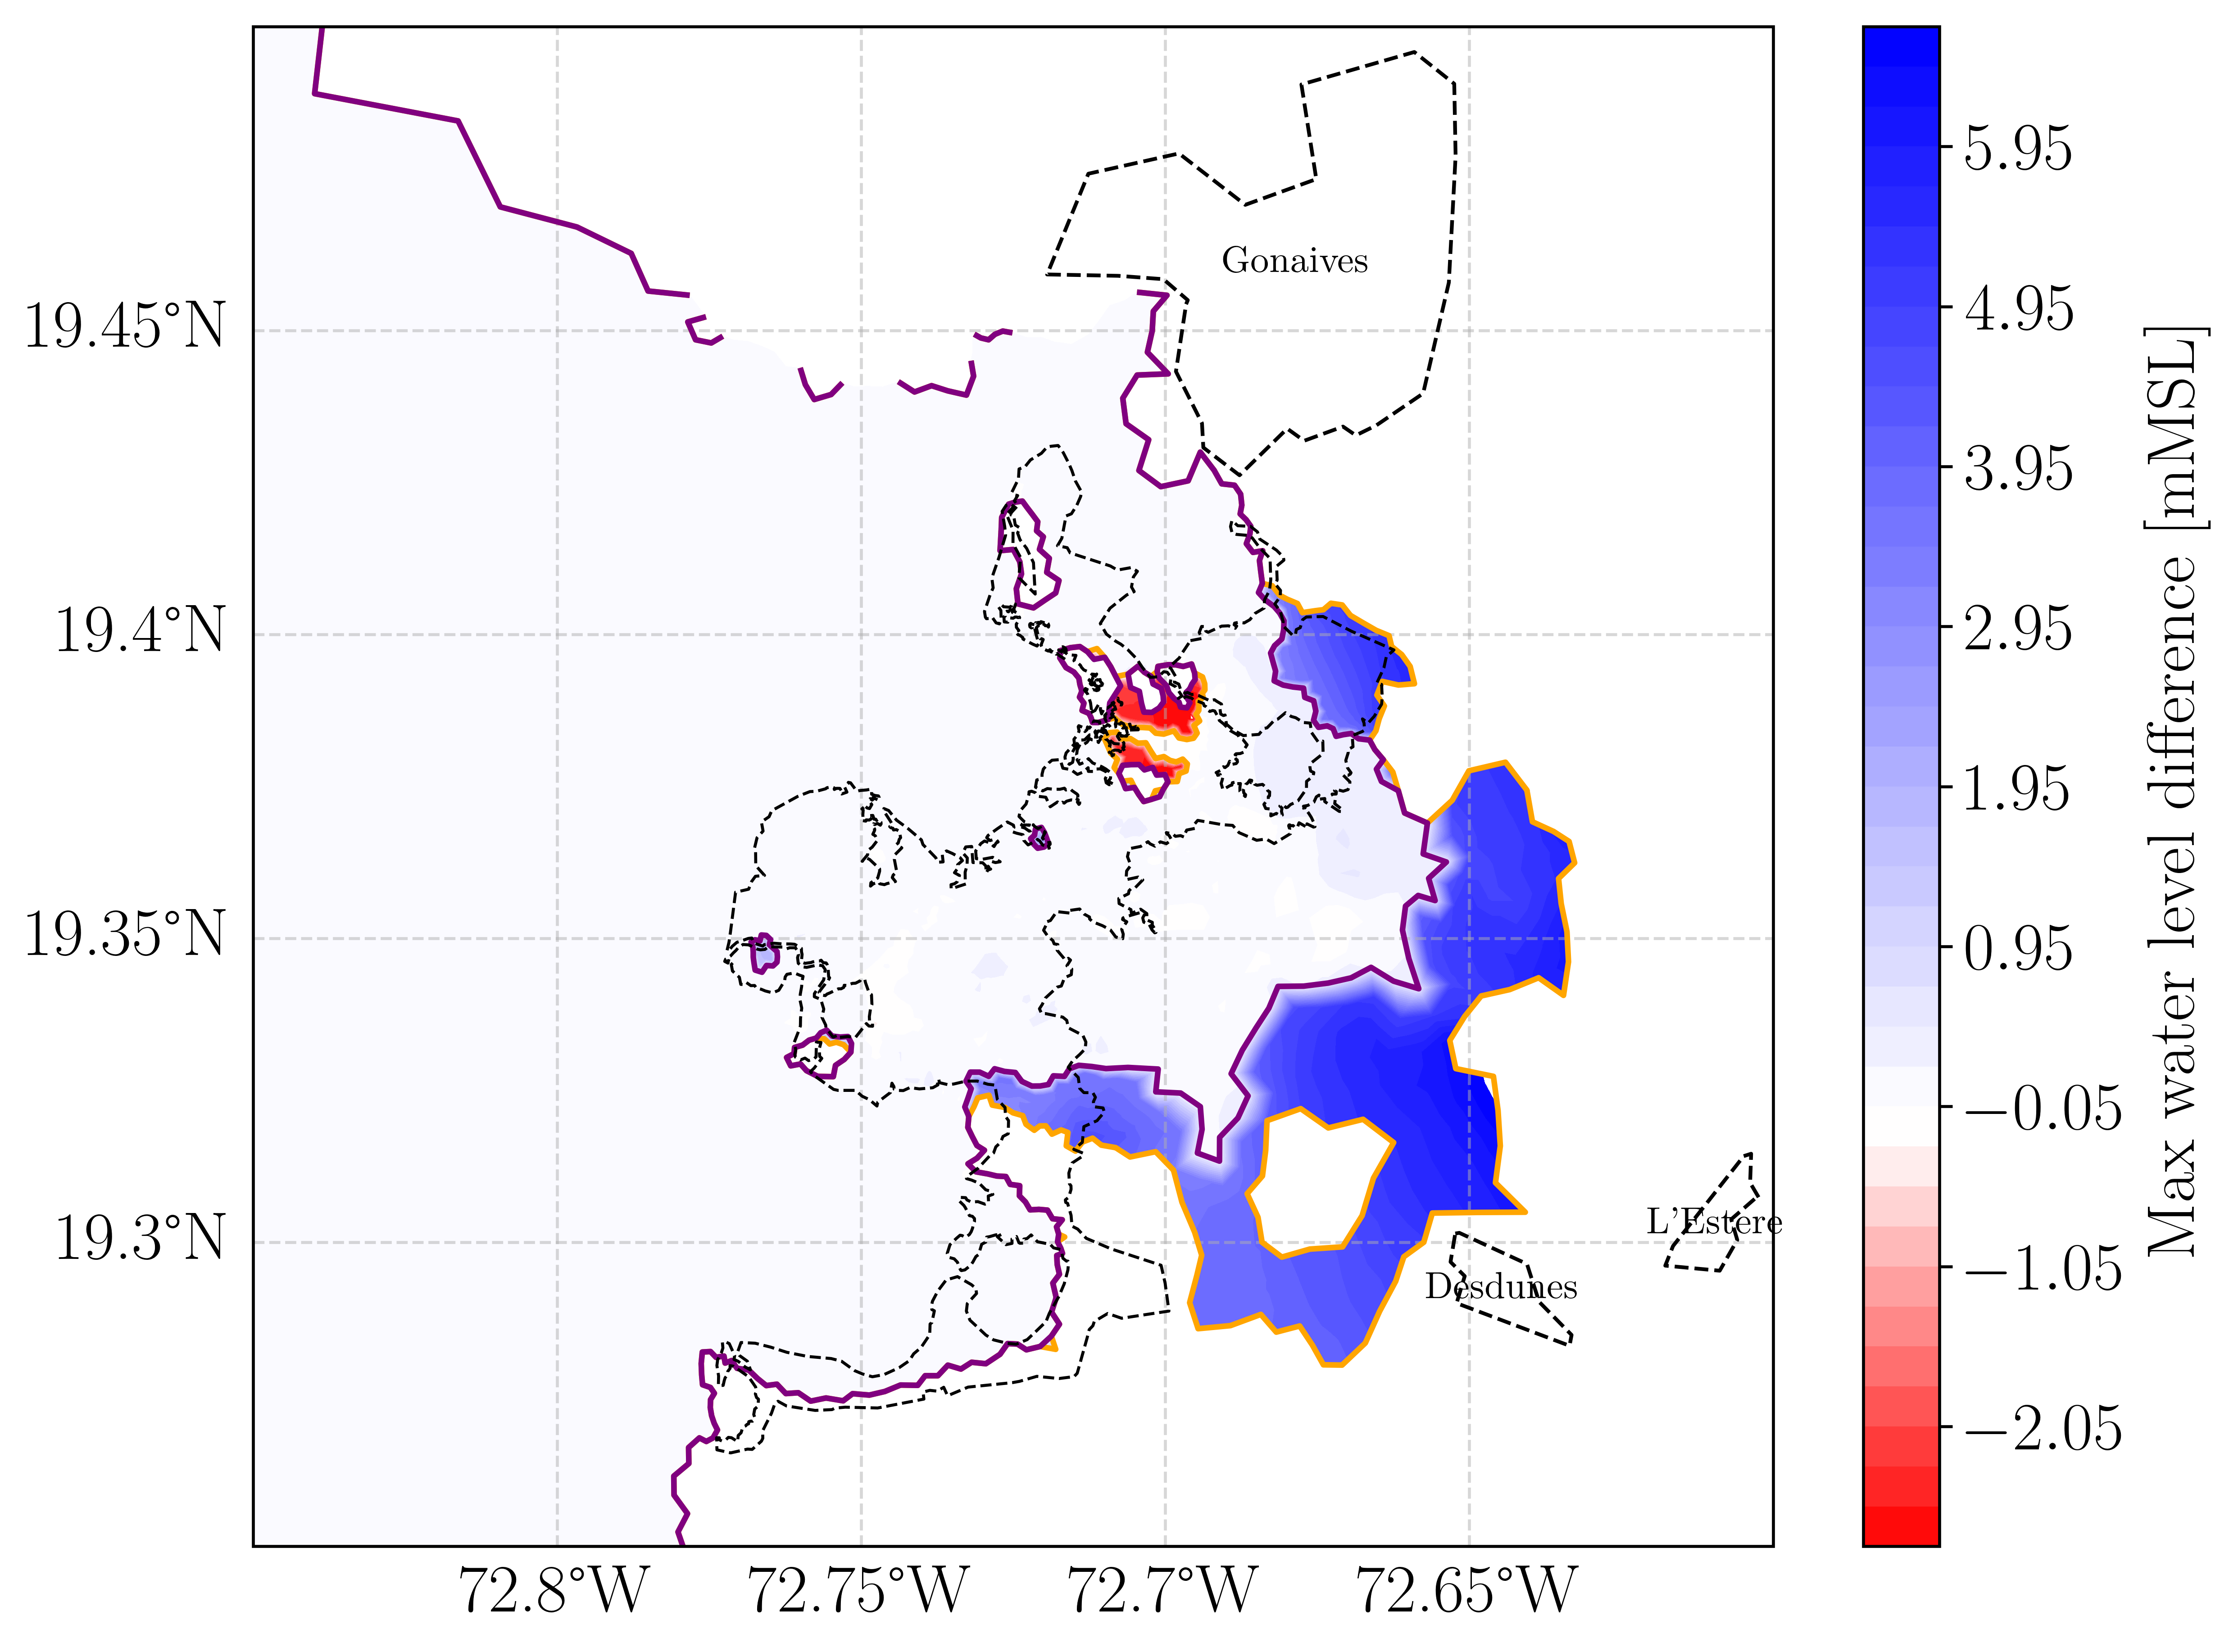 Gonaives
L'Estere
Desdunes
19.45°N
19.4°N
19.35°N
19.3°N
72.8°W
72.75°W
72.7°W
72.65°W
5.95
4.95
3.95
2.95
1.95
0.95
−0.05
−1.05
−2.05
Max water level difference [mMSL]